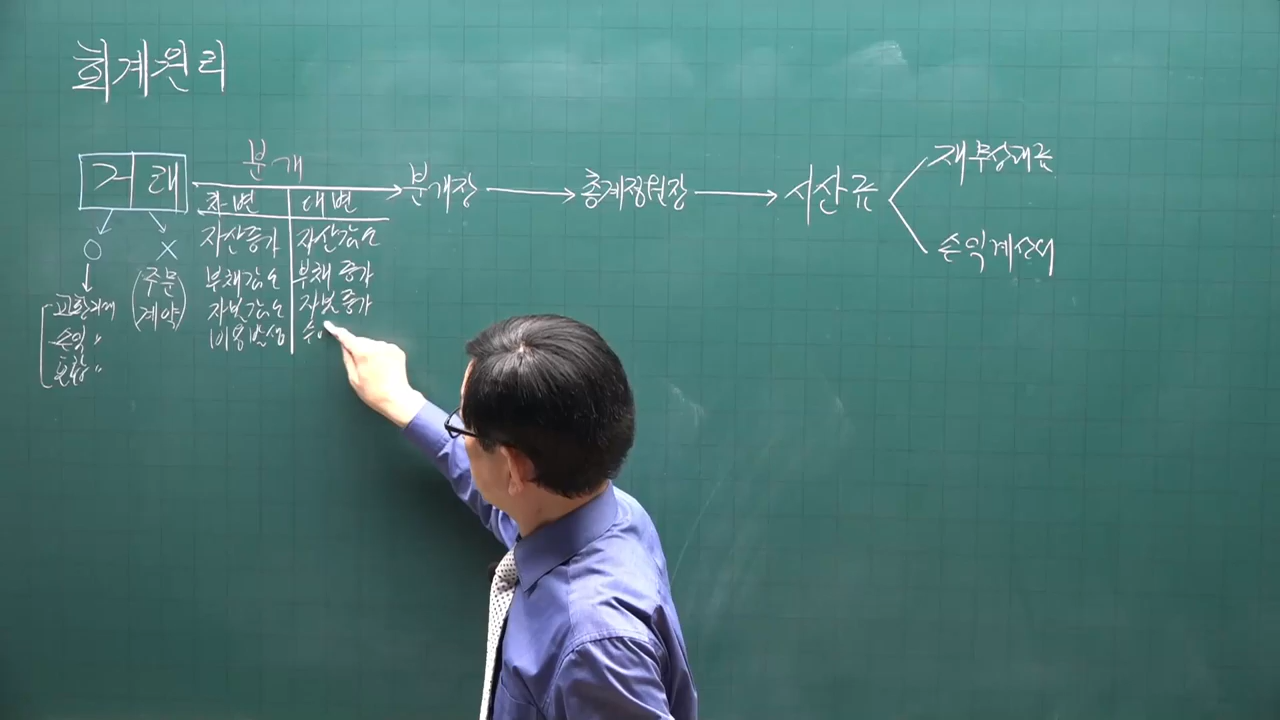 회계원리
거래
분개
분개장
총계정원장
시산표
재무상태표
손익계산서
차변 대변
자산증가 자산감소
부채감소 부채증가
자본감소 자본증가
비용발생 수
O X
교환거래
손익 〃
혼합 〃
(주문
계약)